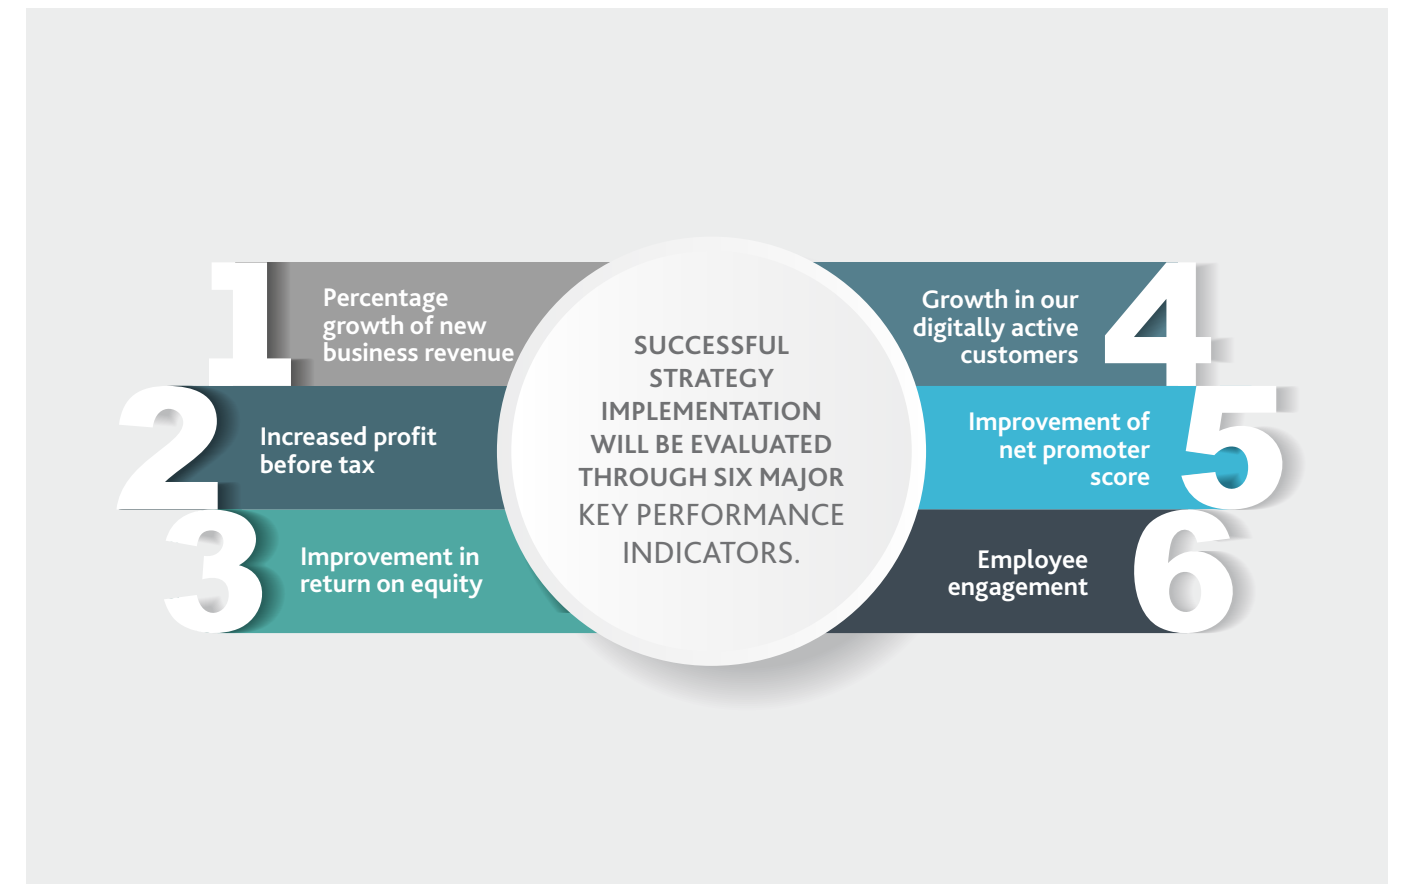 1
Percentage
growth of new
business revenue
2
Increased profit
before tax
3
Improvement in
return on equity
SUCCESSFUL
STRATEGY
IMPLEMENTATION
WILL BE EVALUATED
THROUGH SIX MAJOR
KEY PERFORMANCE
INDICATORS.
4
Growth in our
digitally active
customers
5
Improvement of
net promoter
score
6
Employee
engagement